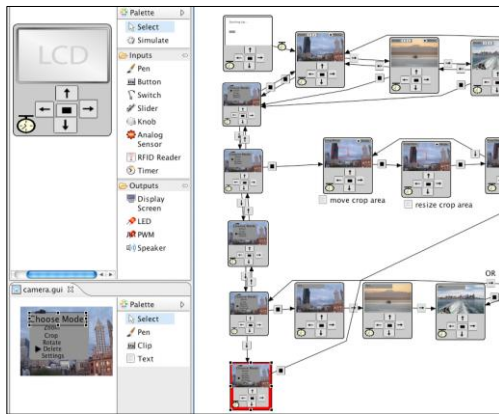 LCD
Palette
Select
Simulate
Inputs
Pen
Button
Switch
Slider
Knob
Analog
Sensor
RFID Reader
Timer
Outputs
Display
Screen
LED
PWM
Speaker
camera.gui
Choose Mode
Zoom
Crop
Rotate
Delete
Settings
Palette
Select
Pen
Clip
Text
move crop area
resize crop area
OR